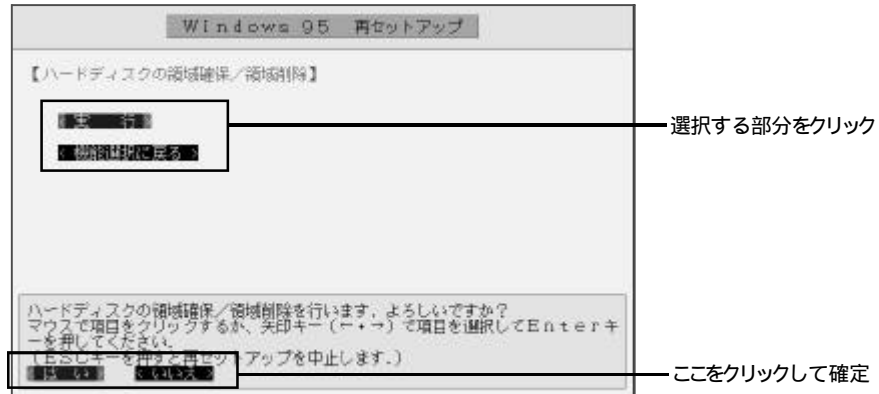 Windows 95 再セットアップ
【ハードディスクの領域確保／領域削除】
実 行
選択する部分をクリック
< 機能選択に戻る >
ハードディスクの領域確保／領域削除を行います．よろしいですか？
マウスで項目をクリックするか、矢印キー（←・→）で項目を選択してＥｎｔｅｒキ
ーを押してください．
（ＥＳＣキーを押すと再セットアップを中止します．）
はい < いいえ >
ここをクリックして確定